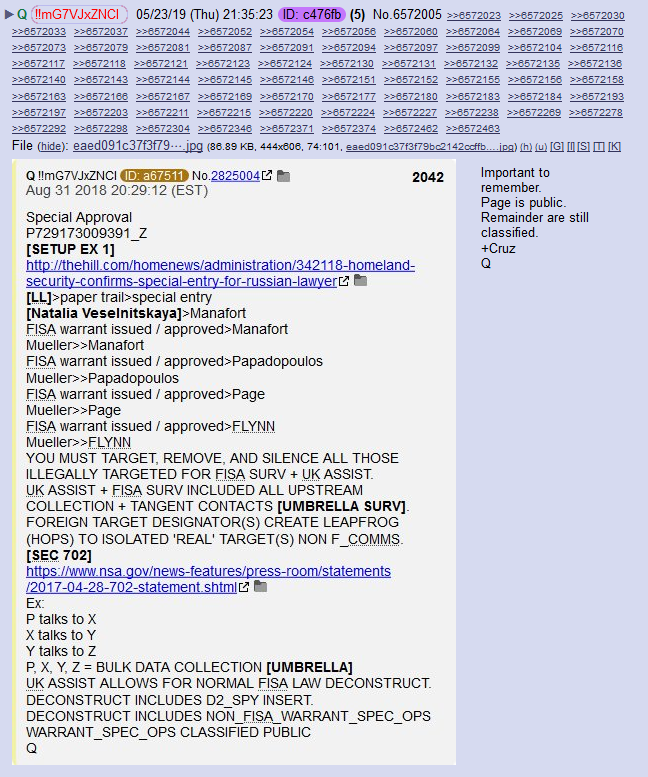 ▶ Q !!mG7VJxZNCI 05/23/19 (Thu) 21:35:23 ID: c476fb (5) No.6572005 >>6572023 >>6572025 >>6572030
>>6572033 >>6572037 >>6572044 >>6572052 >>6572054 >>6572056 >>6572060 >>6572064 >>6572069 >>6572070
>>6572073 >>6572079 >>6572081 >>6572087 >>6572091 >>6572094 >>6572097 >>6572099 >>6572104 >>6572116
>>6572117 >>6572118 >>6572121 >>6572123 >>6572124 >>6572130 >>6572131 >>6572132 >>6572135 >>6572136
>>6572140 >>6572143 >>6572144 >>6572145 >>6572146 >>6572151 >>6572152 >>6572155 >>6572156 >>6572158
>>6572163 >>6572166 >>6572167 >>6572169 >>6572170 >>6572177 >>6572180 >>6572183 >>6572184 >>6572193
>>6572197 >>6572203 >>6572211 >>6572215 >>6572220 >>6572224 >>6572227 >>6572269 >>6572270 >>6572278
>>6572292 >>6572298 >>6572304 >>6572346 >>6572371 >>6572374 >>6572462 >>6572463
File (hide): eaed091c37f3f79⋯.jpg (86.89 KB, 444x606, 74:101, eaed091c37f3f79bc2142ccffb….jpg) (h) (u) [G] [I] [S] [T] [K]
Q !!mG7VJxZNCI ID: a67511 No.2825004 2042
Aug 31 2018 20:29:12 (EST)
Special Approval
P729173009391_Z
[SETUP EX 1]
http://thehill.com/homenews/administration/342118-homeland-
security-confirms-special-entry-for-russian-lawyer
[LL]>paper trail>special entry
[Natalia Veselnitskaya]>Manafort
FISA warrant issued / approved>Manafort
Mueller>>Manafort
FISA warrant issued / approved>Papadopoulos
Mueller>>Papadopoulos
FISA warrant issued / approved>Page
Mueller>>Page
FISA warrant issued / approved>FLYNN
Mueller>>FLYNN
YOU MUST TARGET, REMOVE, AND SILENCE ALL THOSE
ILLEGALLY TARGETED FOR FISA SURV + UK ASSIST.
UK ASSIST + FISA SURV INCLUDED ALL UPSTREAM
COLLECTION + TANGENT CONTACTS [UMBRELLA SURV].
FOREIGN TARGET DESIGNATOR(S) CREATE LEAPFROG
(HOPS) TO ISOLATED 'REAL' TARGET(S) NON F_COMMS.
[SEC 702]
https://www.nsa.gov/news-features/press-room/statements
/2017-04-28-702-statement.shtml
Ex:
P talks to X
X talks to Y
Y talks to Z
P, X, Y, Z = BULK DATA COLLECTION [UMBRELLA]
UK ASSIST ALLOWS FOR NORMAL FISA LAW DECONSTRUCT.
DECONSTRUCT INCLUDES D2_SPY INSERT.
DECONSTRUCT INCLUDES NON_FISA_WARRANT_SPEC_OPS
WARRANT_SPEC_OPS CLASSIFIED PUBLIC
Q
Important to
remember.
Page is public.
Remainder are still
classified.
+Cruz
Q